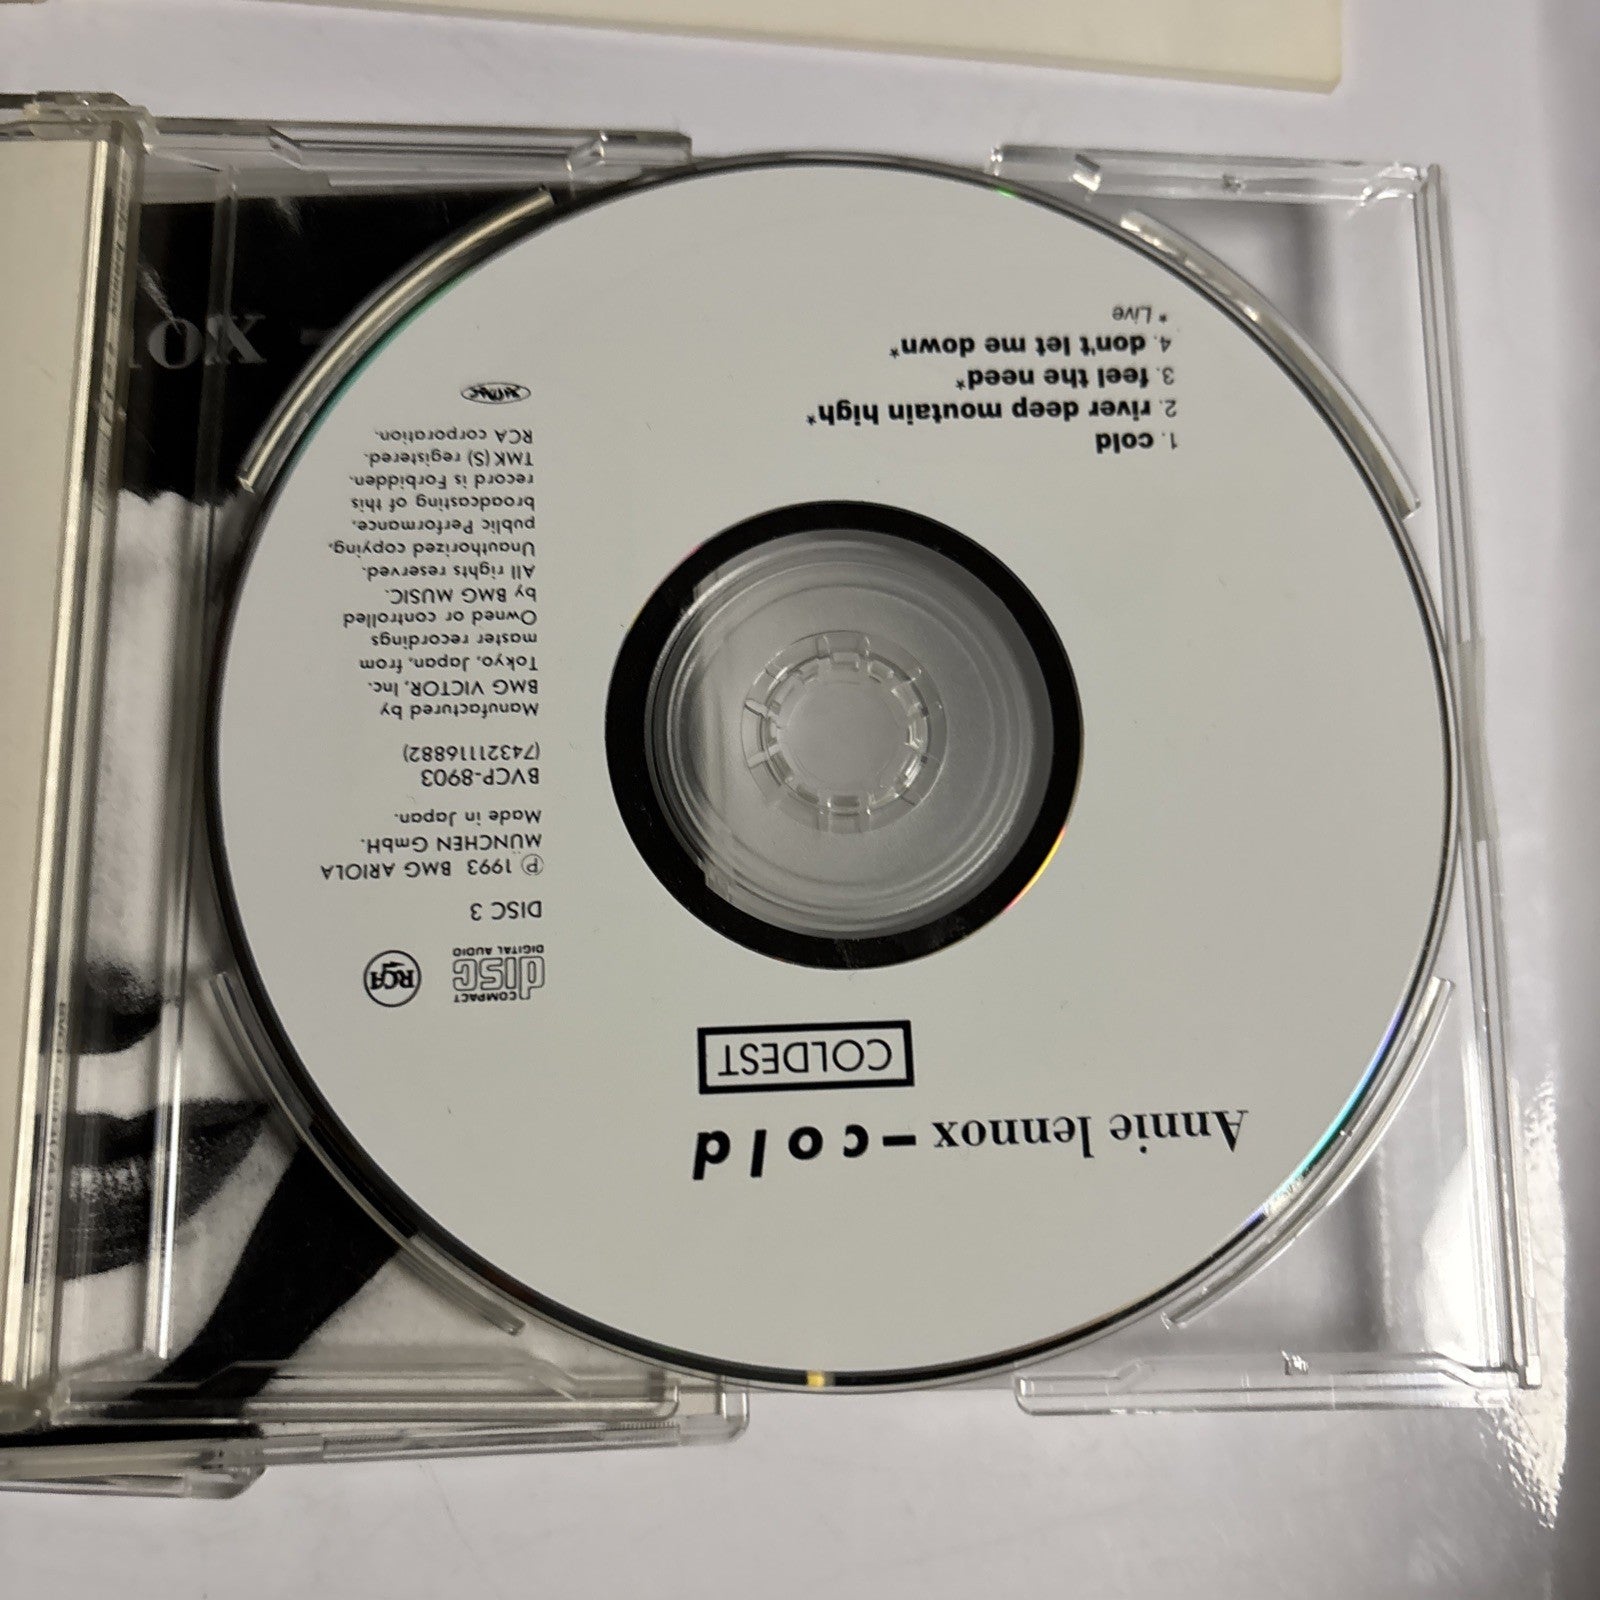 Annie lennox – cold
COLDEST
COMPACT
disc
DIGITAL AUDIO
RCA
DISC 3
℗ 1993 BMG ARIOLA
MÜNCHEN GmbH.
Made in Japan.
BVCP-8903
(74321116882)
Manufactured by
BMG VICTOR, Inc.
Tokyo, Japan, from
master recordings
Owned or controlled
by BMG MUSIC.
All rights reserved.
Unauthorized copying,
public Performance,
broadcasting of this
record is Forbidden.
TMK (S) registered.
RCA corporation.
1. cold
2. river deep moutain high*
3. feel the need*
4. don't let me down*
* Live